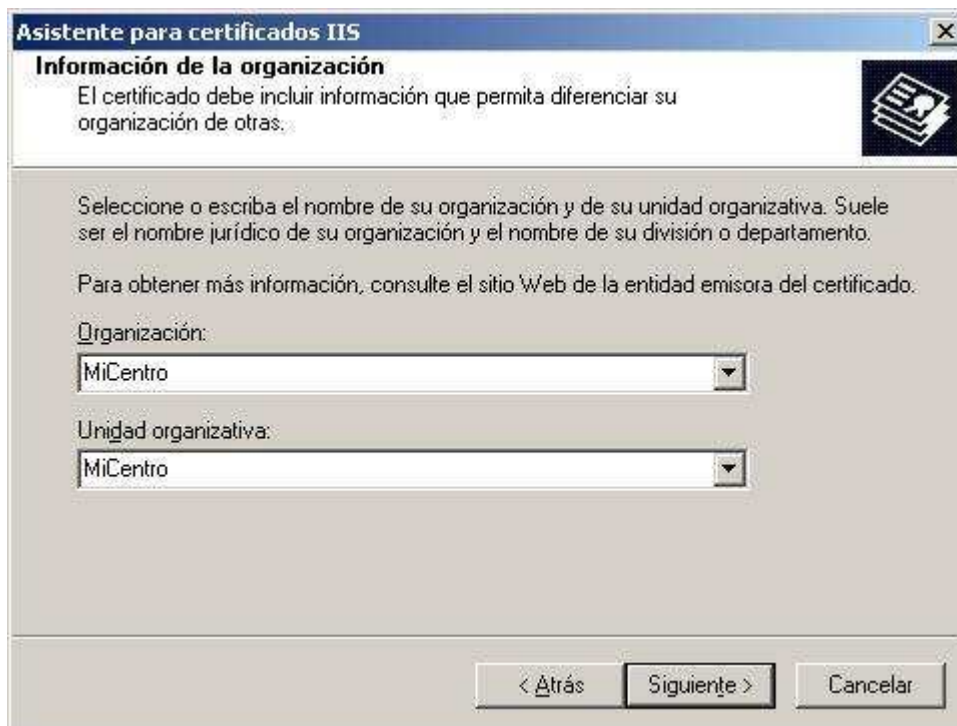 Asistente para certificados IIS
Información de la organización
El certificado debe incluir información que permita diferenciar su
organización de otras.
Seleccione o escriba el nombre de su organización y de su unidad organizativa. Suele
ser el nombre jurídico de su organización y el nombre de su división o departamento.
Para obtener más información, consulte el sitio Web de la entidad emisora del certificado.
Organización:
MiCentro
Unidad organizativa:
MiCentro
< Atrás Siguiente > Cancelar